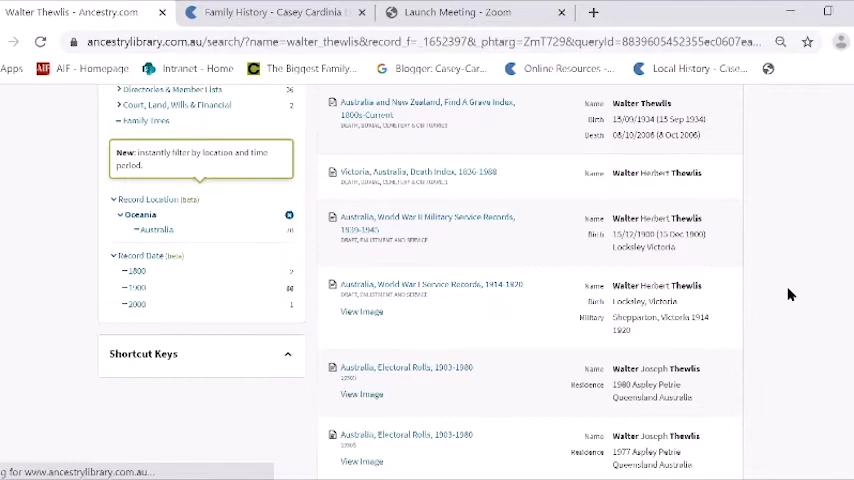 Walter Thewlis - Ancestry.com
Family History - Casey Cardinia L
Launch Meeting - Zoom
ancestrylibrary.com.au/search/?name=walter_thewlis&record_f=_1652397&_phtarg=ZmT729&queryId=8839605452355ec0607ea...
Apps
AIF - Homepage
Intranet - Home
The Biggest Family...
Blogger: Casey-Car...
Online Resources -...
Local History - Case...
Directories & Member Lists 36
Court, Land, Wills & Financial 2
Family Trees
New: instantly filter by location and time
period.
Record Location (beta)
Oceania
Australia
Record Date (beta)
1800 2
1900
2000 1
Shortcut Keys
Australia and New Zealand, Find A Grave Index,
1800s-Current
DEATH, BURIAL, CEMETERY & OBITUARIES
Name Walter Thewlis
Birth 15/09/1934 (15 Sep 1934)
Death 08/10/2006 (8 Oct 2006)
Victoria, Australia, Death Index, 1836-1988
DEATH, BURIAL, CEMETERY & OBITUARIES
Name Walter Herbert Thewlis
Australia, World War II Military Service Records,
1939-1945
DRAFT, ENLISTMENT AND SERVICE
Name Walter Herbert Thewlis
Birth 15/12/1900 (15 Dec 1900)
Locksley Victoria
Australia, World War I Service Records, 1914-1920
DRAFT, ENLISTMENT AND SERVICE
View Image
Name Walter Herbert Thewlis
Birth Locksley, Victoria
Military Shepparton, Victoria 1914
1920
Australia, Electoral Rolls, 1903-1980
View Image
Name Walter Joseph Thewlis
Residence 1980 Aspley Petrie
Queensland Australia
Australia, Electoral Rolls, 1903-1980
View Image
Name Walter Joseph Thewlis
Residence 1977 Aspley Petrie
Queensland Australia
g for www.ancestrylibrary.com.au...